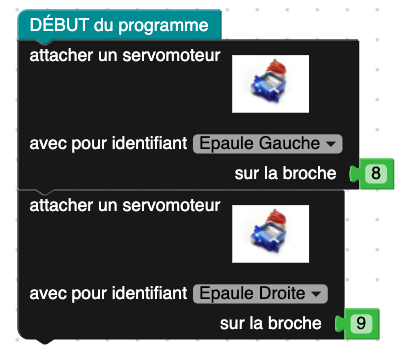 DÉBUT du programme
attacher un servomoteur
avec pour identifiant Epaule Gauche
sur la broche 8
attacher un servomoteur
avec pour identifiant Epaule Droite
sur la broche 9